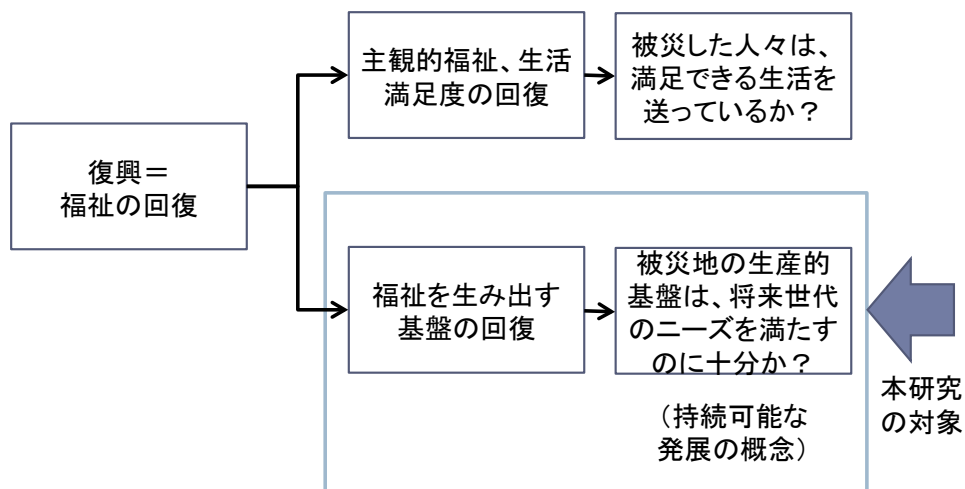 復興＝
福祉の回復
主観的福祉、生活
満足度の回復
被災した人々は、
満足できる生活を
送っているか？
福祉を生み出す
基盤の回復
被災地の生産的
基盤は、将来世代
のニーズを満たす
のに十分か？
（持続可能な
発展の概念）
本研究
の対象